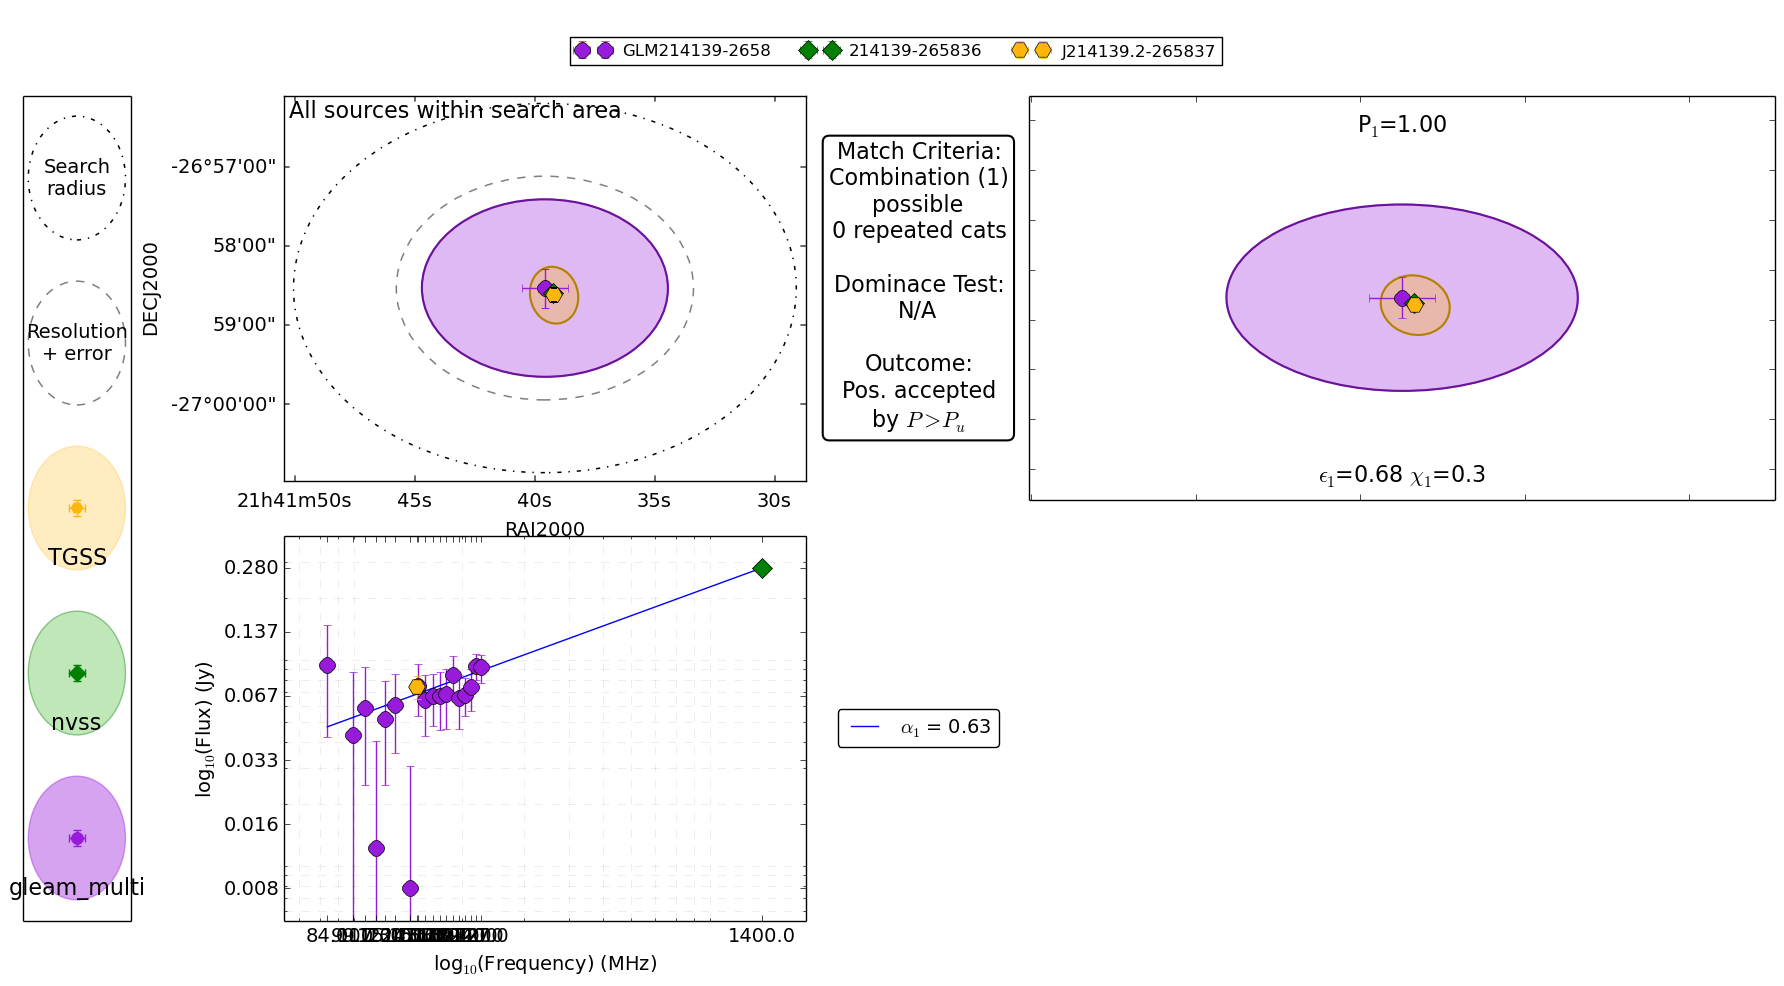 GLM214139-2658
214139-265836
J214139.2-265837
Search
radius
Resolution
+ error
TGSS
nvss
gleam_multi
All sources within search area
DECJ2000
-26°57'00"
58'00"
59'00"
-27°00'00"
21h41m50s
45s
40s
35s
30s
RAJ2000
Match Criteria:
Combination (1)
possible
0 repeated cats
Dominace Test:
N/A
Outcome:
Pos. accepted
by P>Pu
P1=1.00
ϵ1=0.68 χ1=0.3
log10(Flux) (Jy)
0.280
0.137
0.067
0.033
0.016
0.008
1400.0
log10(Frequency) (MHz)
α1 = 0.63